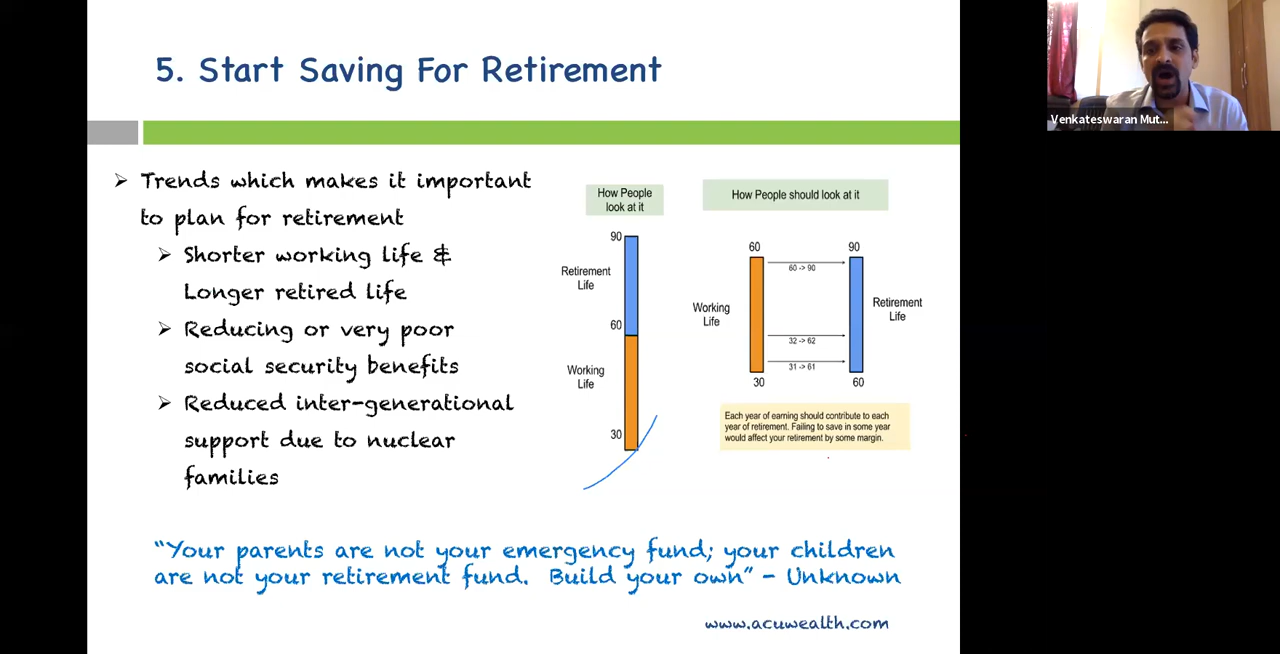 5. Start Saving For Retirement
Venkateswaran Mut...
➢ Trends which makes it important
to plan for retirement
➢ Shorter working life &
Longer retired life
➢ Reducing or very poor
social security benefits
➢ Reduced inter-generational
support due to nuclear
families
How People
look at it
90
Retirement
Life
60
Working
Life
30
How People should look at it
60
90
60 -> 90
Working
Life
Retirement
Life
32 -> 62
31 -> 61
30
60
Each year of earning should contribute to each
year of retirement. Failing to save in some year
would affect your retirement by some margin.
"Your parents are not your emergency fund; your children
are not your retirement fund. Build your own" - Unknown
www.acuwealth.com